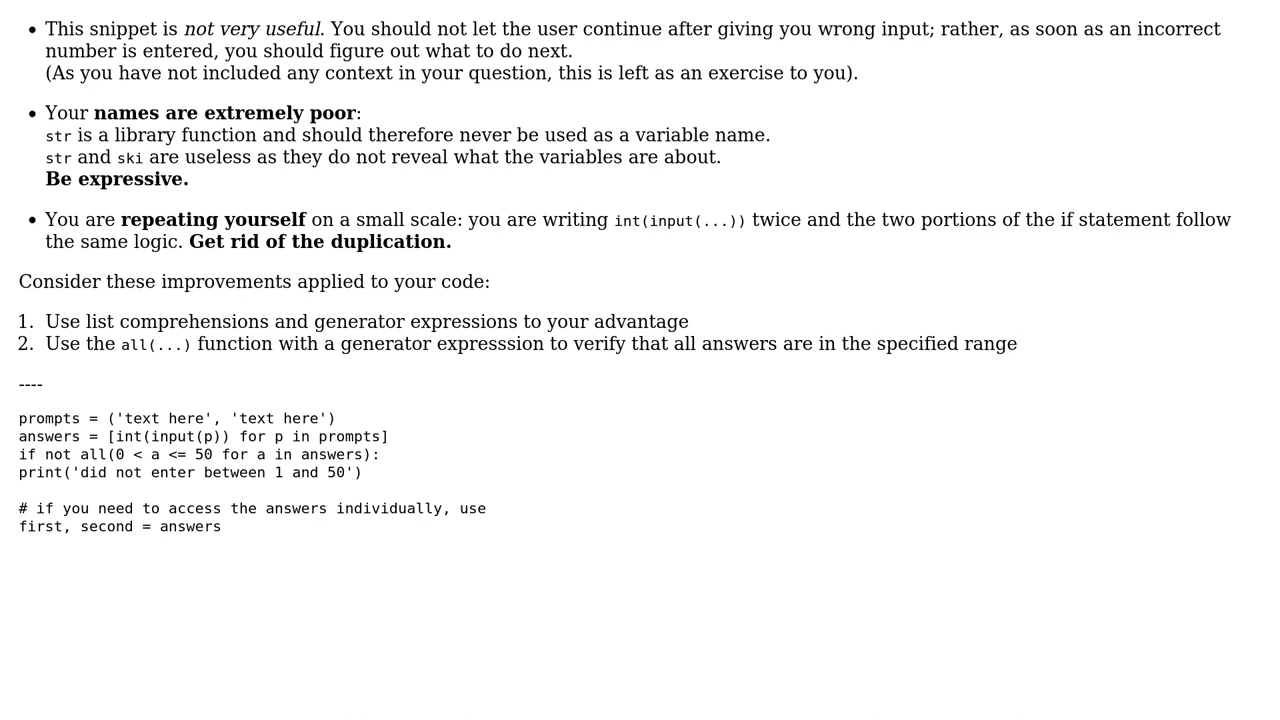 • This snippet is not very useful. You should not let the user continue after giving you wrong input; rather, as soon as an incorrect
number is entered, you should figure out what to do next.
(As you have not included any context in your question, this is left as an exercise to you).
• Your names are extremely poor:
str is a library function and should therefore never be used as a variable name.
str and ski are useless as they do not reveal what the variables are about.
Be expressive.
• You are repeating yourself on a small scale: you are writing int(input(...)) twice and the two portions of the if statement follow
the same logic. Get rid of the duplication.
Consider these improvements applied to your code:
1. Use list comprehensions and generator expressions to your advantage
2. Use the all(...) function with a generator expresssion to verify that all answers are in the specified range
----
prompts = ('text here', 'text here')
answers = [int(input(p)) for p in prompts]
if not all(0 < a <= 50 for a in answers):
print('did not enter between 1 and 50')
# if you need to access the answers individually, use
first, second = answers